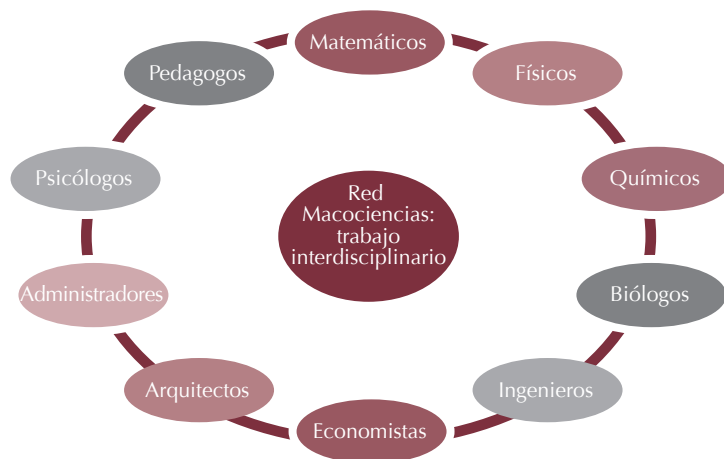 Matemáticos
Físicos
Químicos
Biólogos
Ingenieros
Economistas
Arquitectos
Administradores
Psicólogos
Pedagogos
Red
Macociencias:
trabajo
interdisciplinario